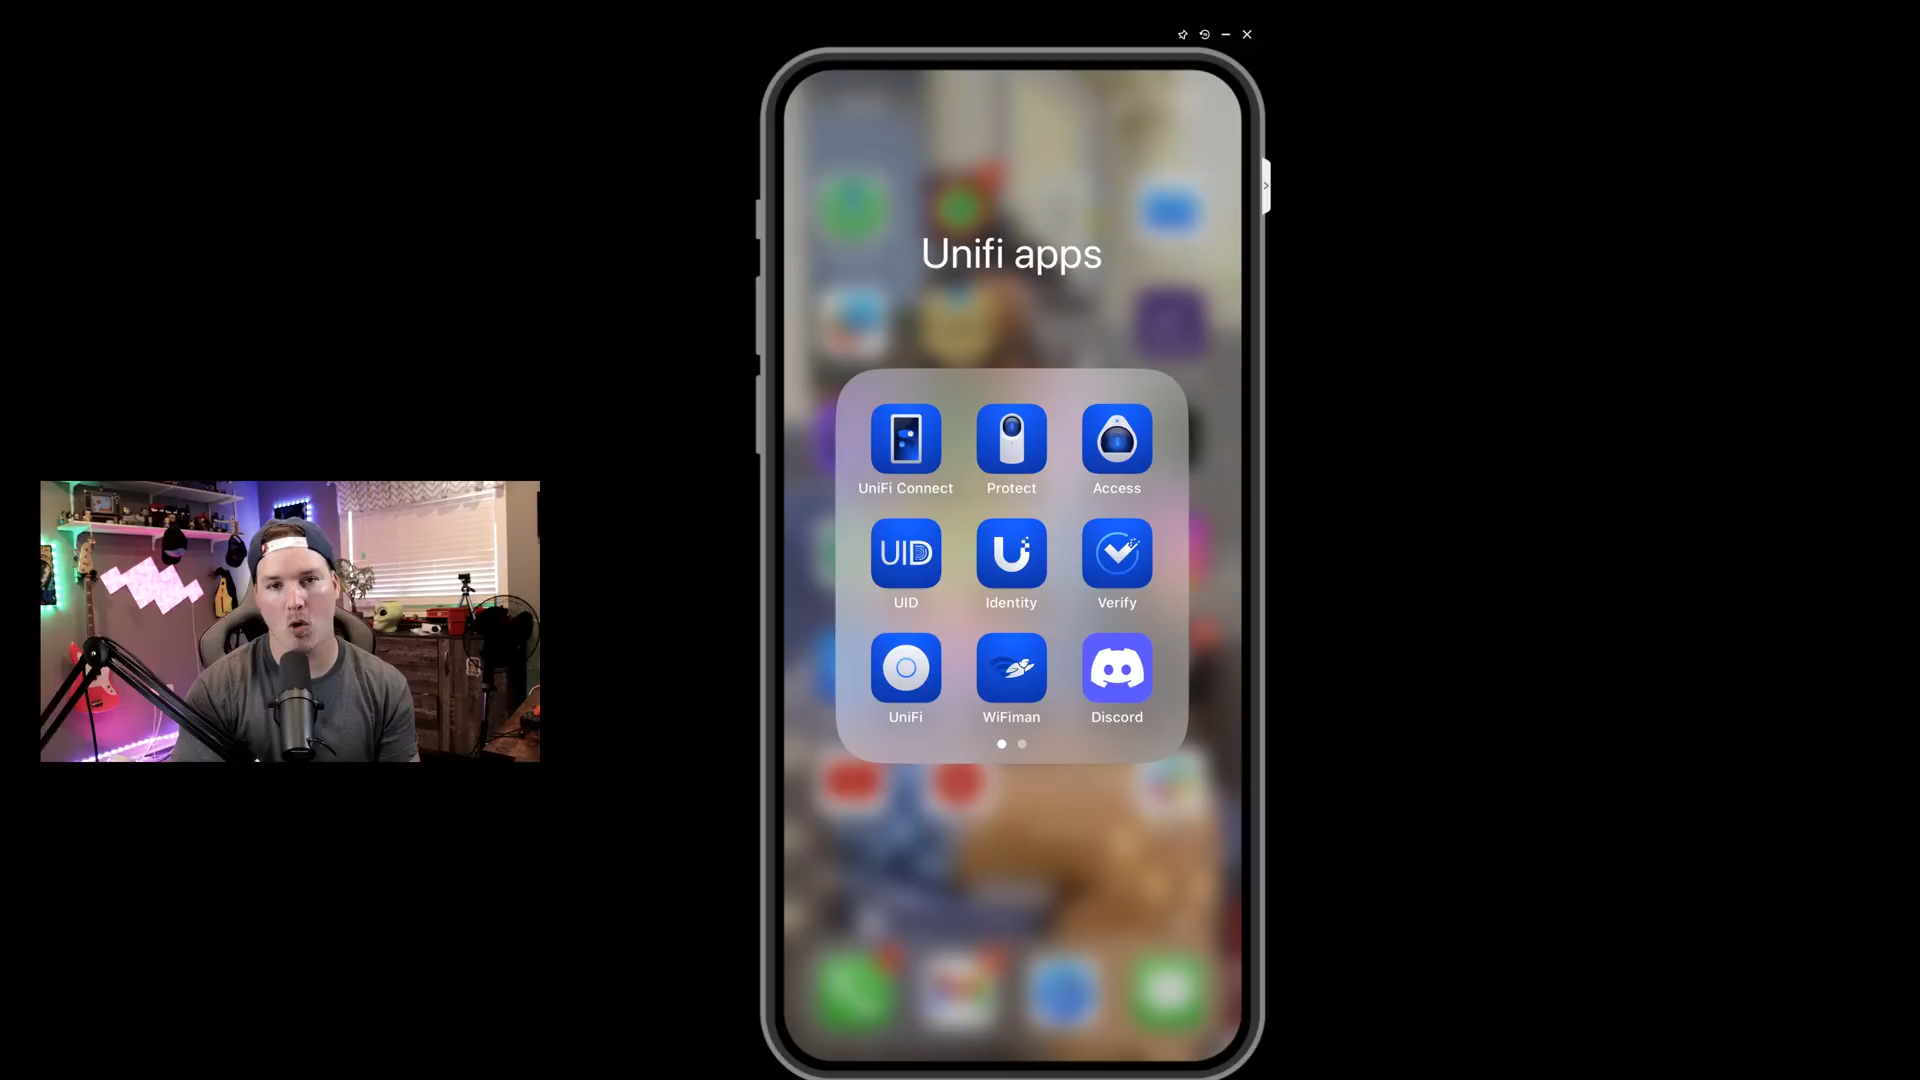 Unifi apps
UniFi Connect
Protect
Access
UID
UID
Identity
Verify
UniFi
WiFiman
Discord